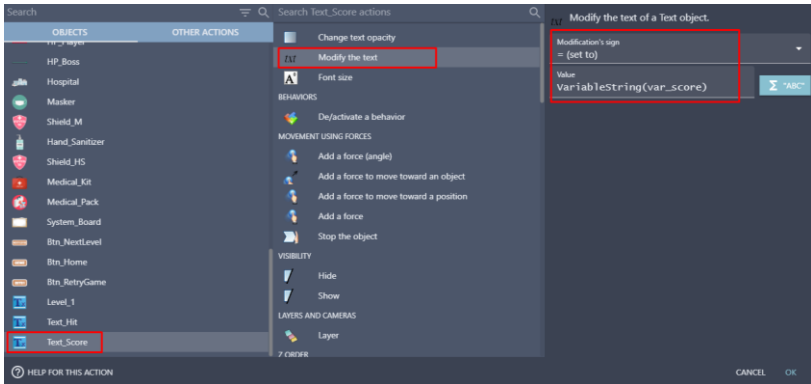 Search
OBJECTS
OTHER ACTIONS
HP_Player
HP_Boss
Hospital
Masker
Shield_M
Hand_Sanitizer
Shield_HS
Medical_Kit
Medical_Pack
System_Board
Btn_NextLevel
Btn_Home
Btn_RetryGame
Level_1
Text_Hit
Text_Score
HELP FOR THIS ACTION
Search Text_Score actions
Change text opacity
Modify the text
Font size
BEHAVIORS
De/activate a behavior
MOVEMENT USING FORCES
Add a force (angle)
Add a force to move toward an object
Add a force to move toward a position
Add a force
Stop the object
VISIBILITY
Hide
Show
LAYERS AND CAMERAS
Layer
Z ORDER
Modify the text of a Text object.
Modification's sign
= (set to)
Value
VariableString(var_score)
Σ "ABC"
CANCEL
OK